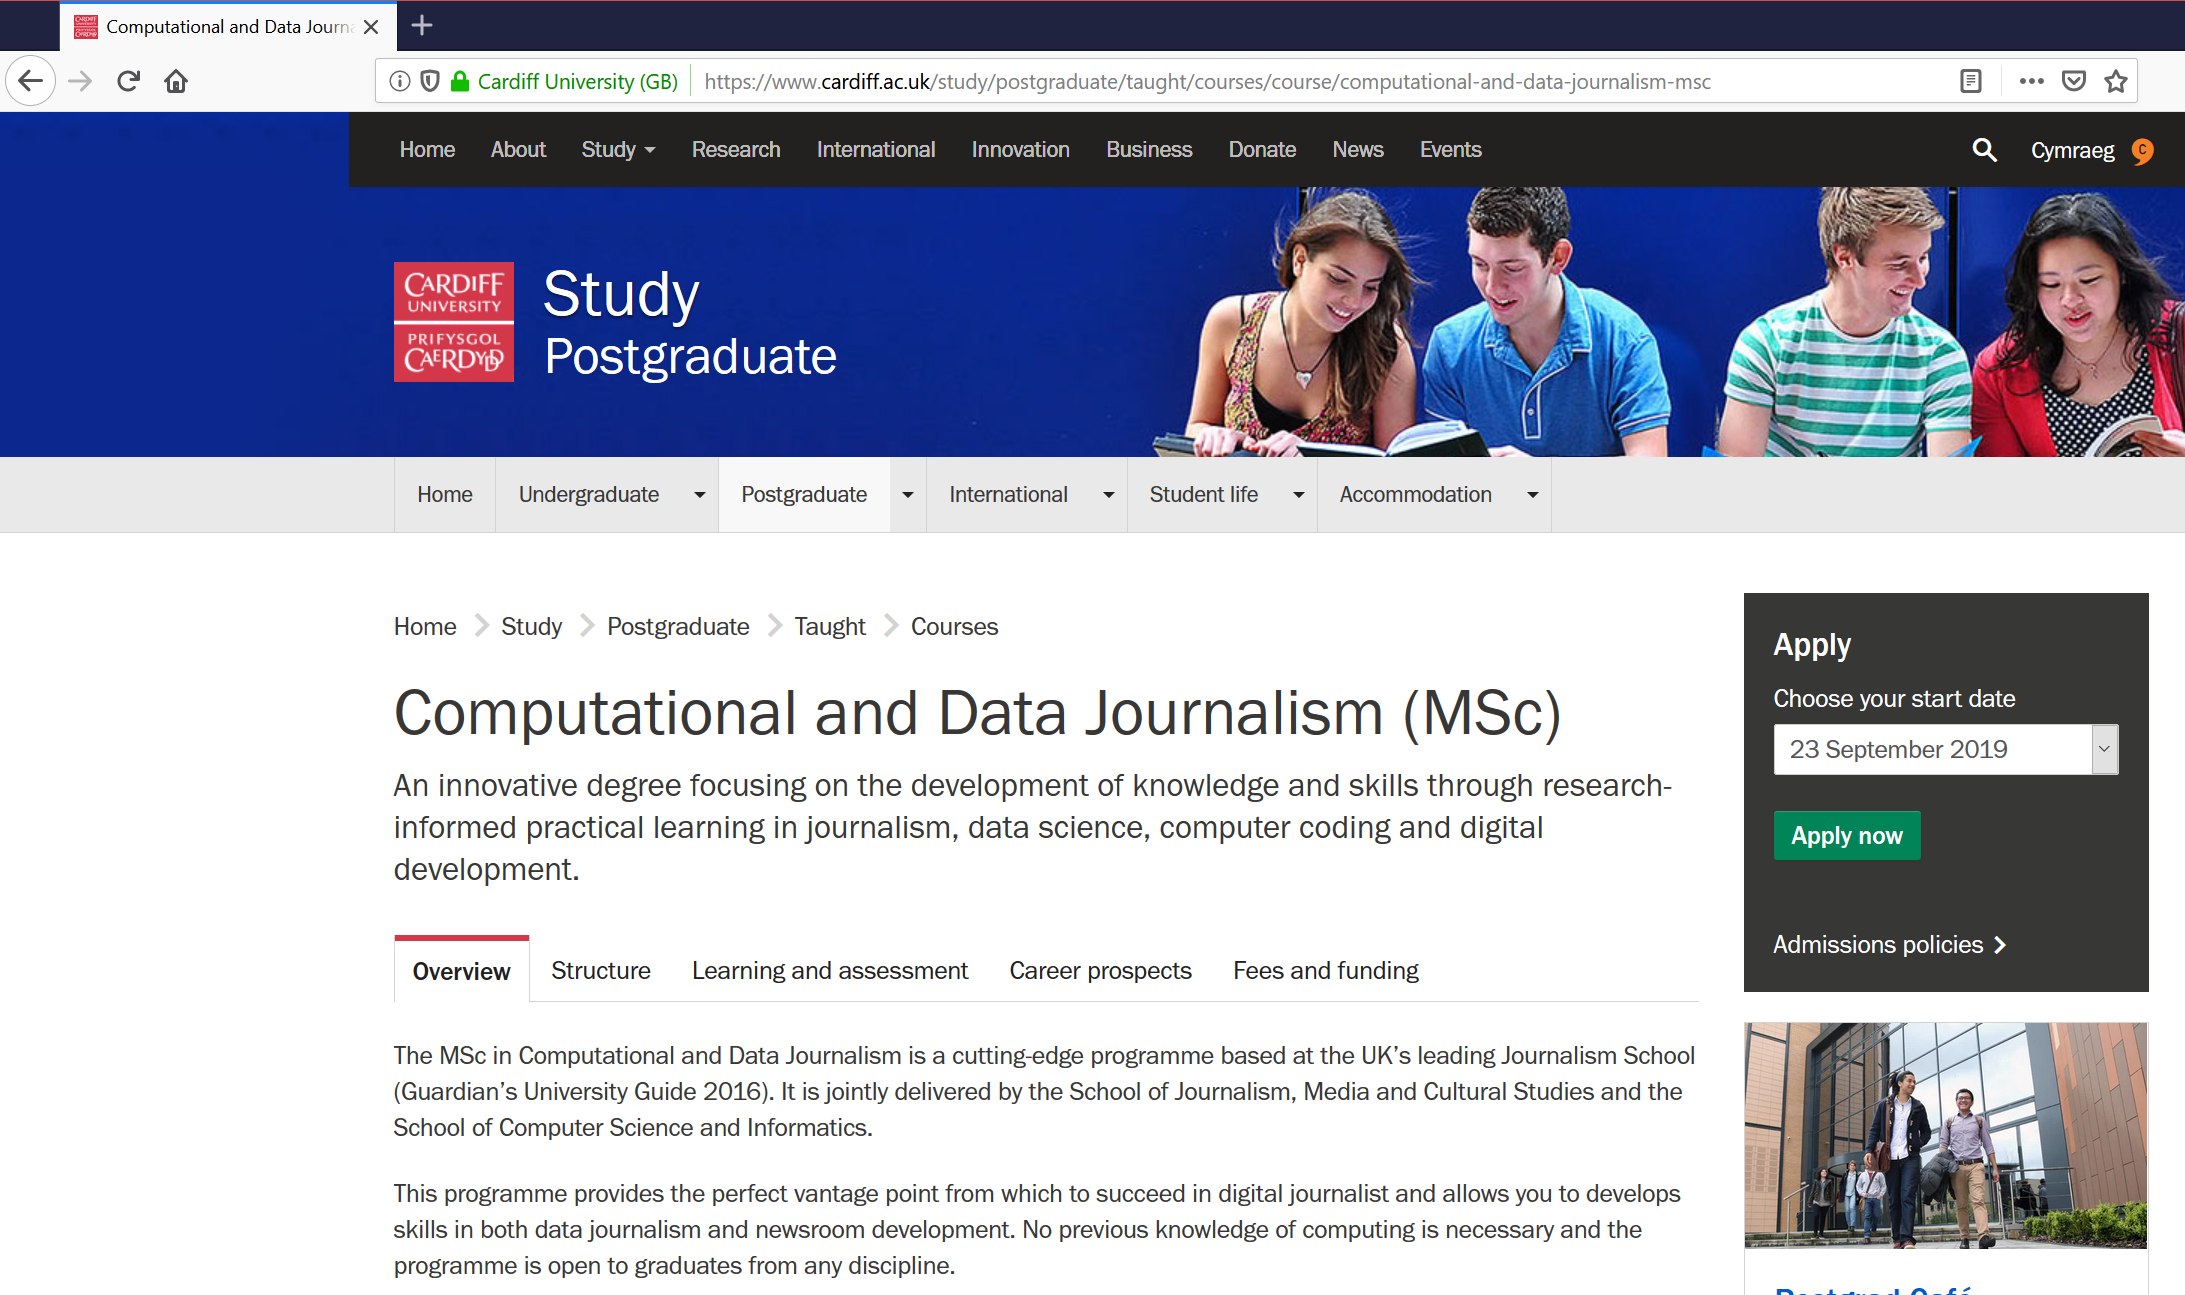 Computational and Data Journ
Cardiff University (GB)
https://www.cardiff.ac.uk/study/postgraduate/taught/courses/course/computational-and-data-journalism-msc
Home About Study Research International Innovation Business Donate News Events Cymraeg C
CARDIFF
UNIVERSITY
PRIFYSGOL
CAERDYDD
Study
Postgraduate
Home Undergraduate Postgraduate International Student life Accommodation
Home Study Postgraduate Taught Courses
Computational and Data Journalism (MSc)
An innovative degree focusing on the development of knowledge and skills through research-
informed practical learning in journalism, data science, computer coding and digital
development.
Overview Structure Learning and assessment Career prospects Fees and funding
The MSc in Computational and Data Journalism is a cutting-edge programme based at the UK’s leading Journalism School
(Guardian’s University Guide 2016). It is jointly delivered by the School of Journalism, Media and Cultural Studies and the
School of Computer Science and Informatics.
This programme provides the perfect vantage point from which to succeed in digital journalist and allows you to develops
skills in both data journalism and newsroom development. No previous knowledge of computing is necessary and the
programme is open to graduates from any discipline.
Apply
Choose your start date
23 September 2019
Apply now
Admissions policies
Postgrad Café